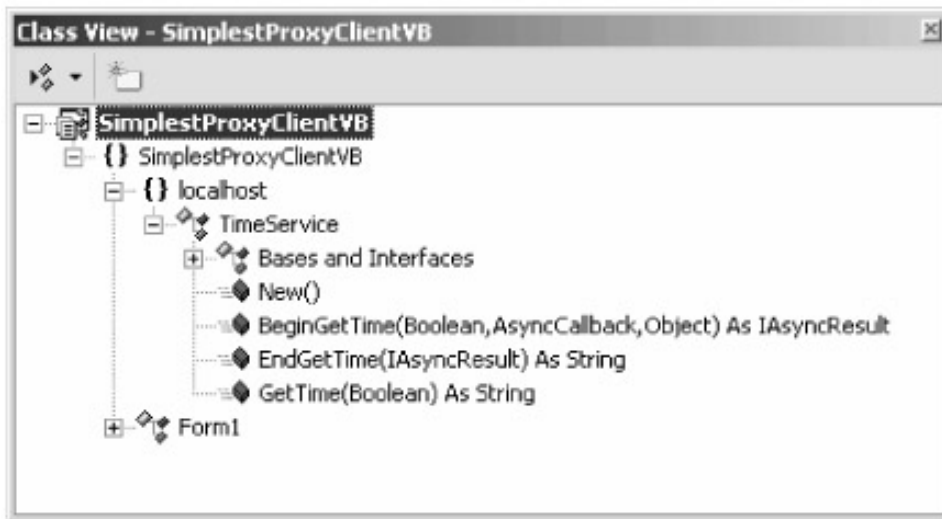 Class View - SimplestProxyClientVB
SimplestProxyClientVB
{} SimplestProxyClientVB
{} localhost
TimeService
Bases and Interfaces
New()
BeginGetTime(Boolean,AsyncCallback,Object) As IAsyncResult
EndGetTime(IAsyncResult) As String
GetTime(Boolean) As String
Form1